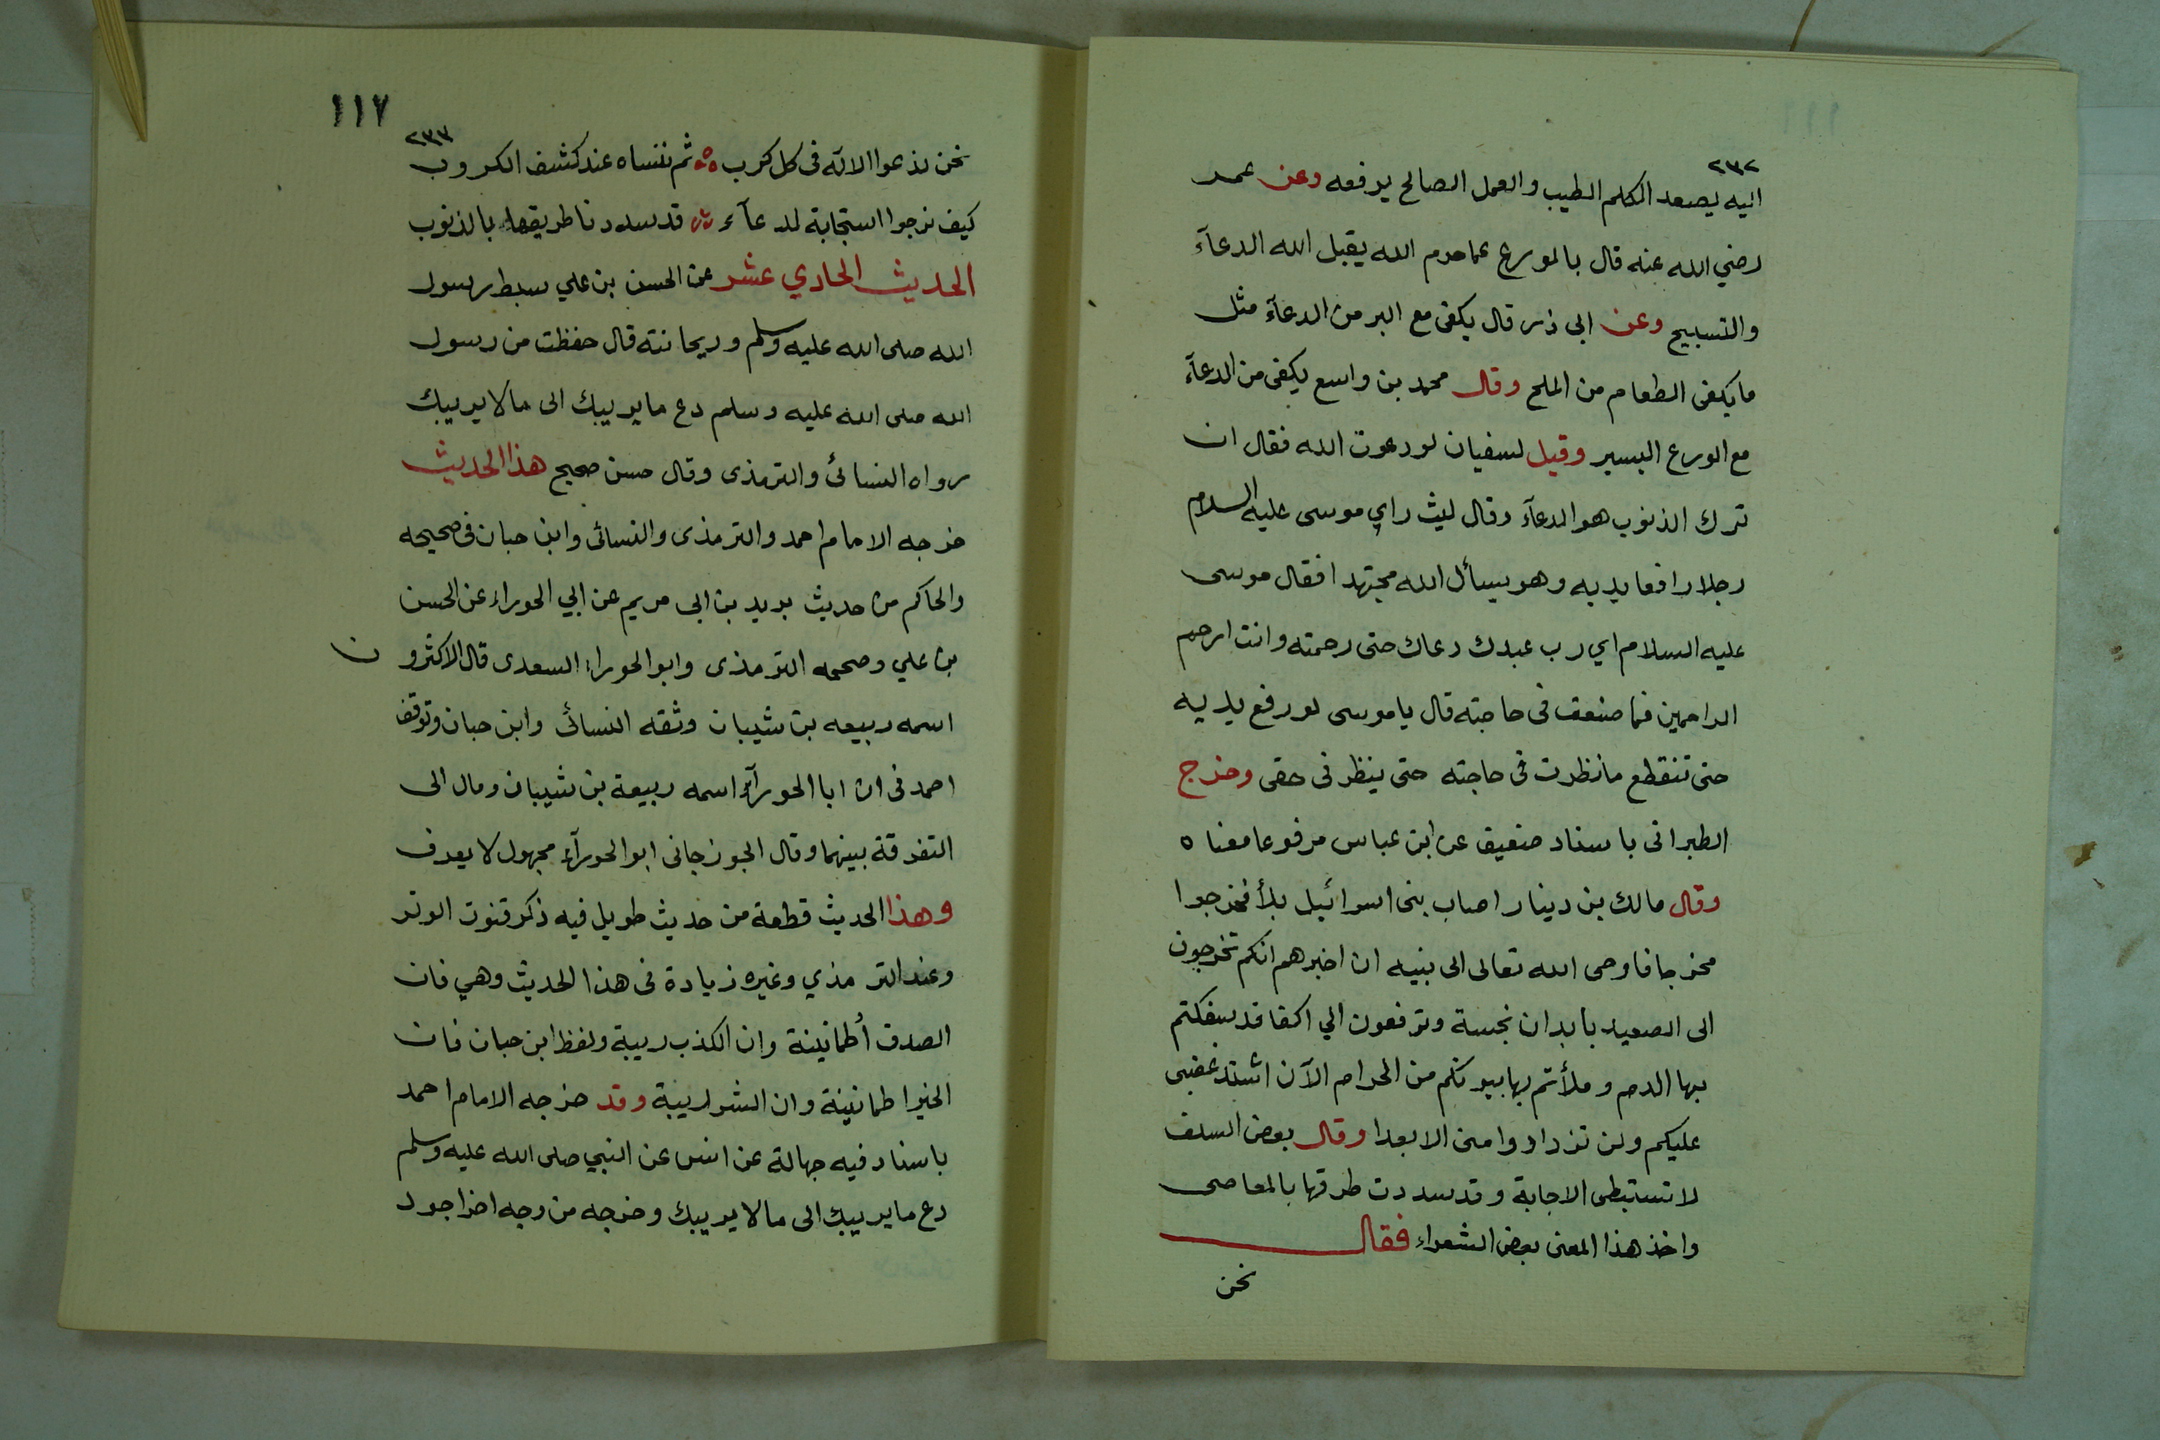 ٢٣٢
اليه يصعد الكلم الطيب والعمل الصالح يرفعه وعن عمر
رضي الله عنه قال بالورع عما حرم الله يقبل الله الدعآء
والتسبيح وعن ابى ذر قال يكفى مع البر من الدعآء مثل
ما يكفى الطعام من الملح وقال محمد بن واسع يكفى من الدعآء
مع الورع اليسير وقيل لسفيان لو دعوت الله فقال ان
ترك الذنوب هو الدعآء وقال ليث راي موسى عليه السلام
رجلا رافعا يديه وهو يسأل الله مجتهدا فقال موسى
عليه السلام اي رب عبدك دعاك حتى رحمته وانت ارحم
الراحمين فما صنعت فى حاجته قال يا موسى لو رفع يديه
حتى تنقطع ما نظرت فى حاجته حتى ينظر فى حقى وخرج
الطبرانى باسناد ضعيف عن ابن عباس مرفوعا معناه
وقال مالك بن دينار اصاب بنى اسرائيل بلأ فخرجوا
مخرجا فاوحى الله تعالى الى بنيه ان اخبرهم انكم تخرجون
الى الصعيد بابدان نجسة وترفعون الي اكفا قد سفكتم
بها الدم وملأتم بها بيوتكم من الحرام الآن اشتد غضبى
عليكم ولن تزدادوا منى الا بعدا وقال بعض السلف
لا تستبطى الاجابة وقد سددت طرقها بالمعاصى
واخذ هذا المعنى بعض الشعراء فقال
نحن
١١٧
٢٣٣
نحن ندعوا الاله فى كل كرب ثم ننساه عند كشف الكروب
كيف نرجوا استجابة لدعآء قد سددنا طريقها بالذنوب
الحديث الحادي عشر عن الحسن بن علي سبط رسول
الله صلى الله عليه وسلم وريحانته قال حفظت من رسول
الله صلى الله عليه وسلم دع ما يريبك الى ما لا يريبك
رواه النسائى والترمذى وقال حسن صحيح هذا الحديث
خرجه الامام احمد والترمذى والنسائى وابن حبان فى صحيحه
والحاكم من حديث بريد بن ابى مريم عن ابي الحوراء عن الحسن
بن علي وصححه الترمذى وابو الحوراء السعدى قال الاكثرون
اسمه ربيعه بن شيبان وثقه النسائى وابن حبان وتوقف
احمد فى ان ابا الحورآء اسمه ربيعة بن شيبان ومال الى
التفرقة بينهما وقال الجوزجانى ابو الحورآء مجهول لا يعرف
وهذا الحديث قطعة من حديث طويل فيه ذكر قنوت الوتر
وعند الترمذي وغيره زيادة فى هذا الحديث وهي فان
الصدق أطمانينة وان الكذب ريبة ولفظ ابن حبان فان
الخير اطمانينة وان الشر اريبة وقد خرجه الامام احمد
باسناد فيه جهالة عن انس عن النبي صلى الله عليه وسلم
دع ما يريبك الى ما لا يريبك وخرجه من وجه اخر اجود